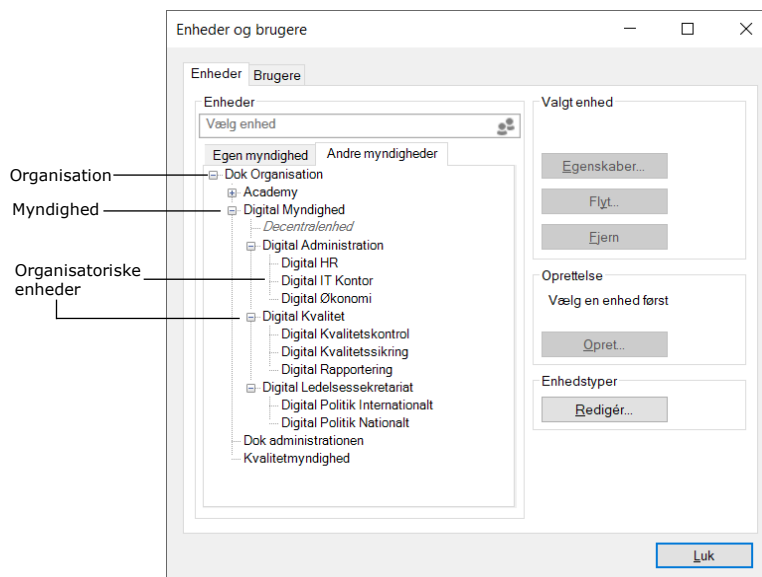 Enheder og brugere
Enheder
Brugere
Enheder
Vælg enhed
Egen myndighed
Andre myndigheder
Organisation
Dok Organisation
Academy
Myndighed
Digital Myndighed
Decentralenhed
Digital Administration
Digital HR
Organisatoriske
enheder
Digital IT Kontor
Digital Økonomi
Digital Kvalitet
Digital Kvalitetskontrol
Digital Kvalitetssikring
Digital Rapportering
Digital Ledelsessekretariat
Digital Politik Internationalt
Digital Politik Nationalt
Dok administrationen
Kvalitetmyndighed
Valgt enhed
Egenskaber...
Flyt...
Fjern
Oprettelse
Vælg en enhed først
Opret...
Enhedstyper
Redigér...
Luk